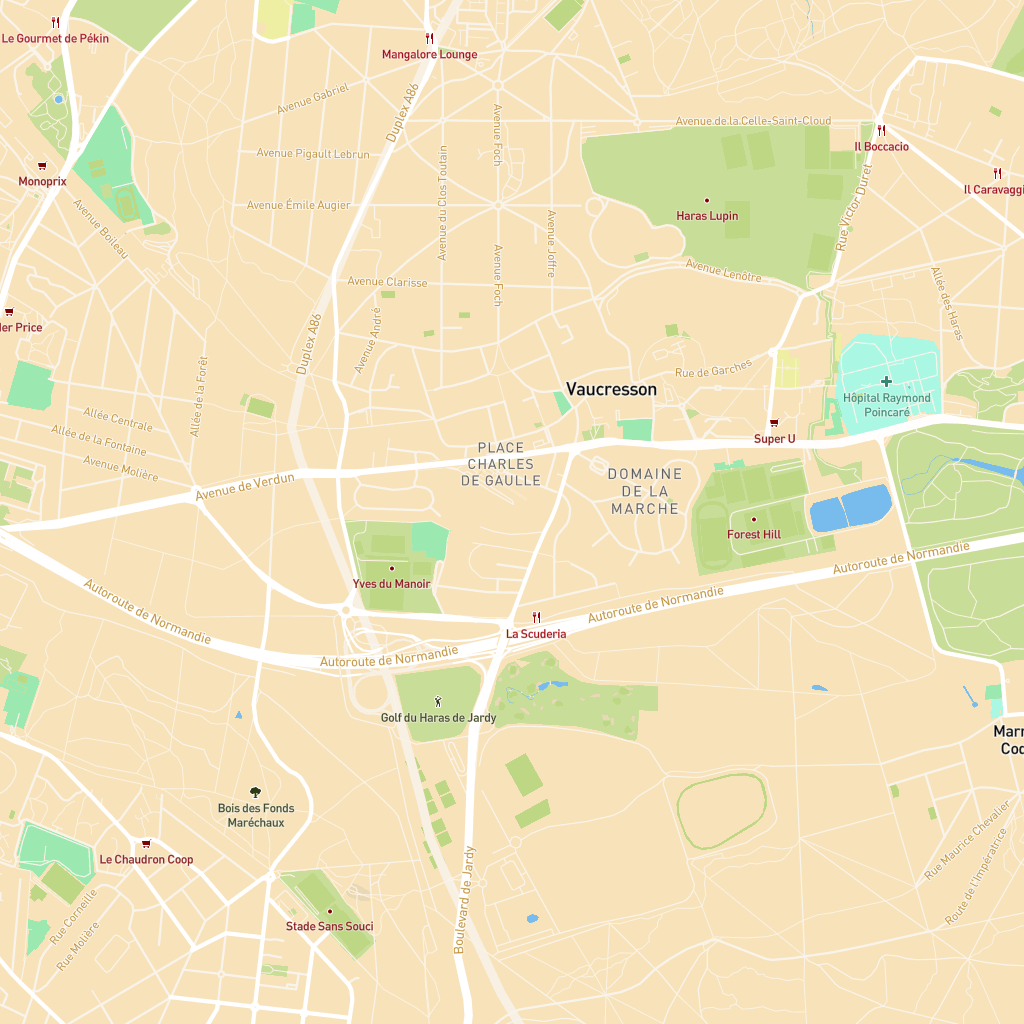 Le Gourmet de Pékin
Mangalore Lounge
Avenue Gabriel
Duplex A86
Avenue Foch
Avenue de la Celle-Saint-Cloud
Il Boccacio
Avenue Pigault Lebrun
Avenue du Clos Toutain
Monoprix
Il Caravaggi
Avenue Émile Augier
Haras Lupin
Rue Victor Duret
Avenue Boileau
Avenue Joffre
Avenue Foch
Avenue Lenôtre
Avenue Clarisse
Allée des Haras
der Price
Duplex A86
Avenue André
Rue de Garches
Vaucresson
Hôpital Raymond
Poincaré
Allée de la Forêt
Allée Centrale
Allée de la Fontaine
Avenue Molière
Super U
PLACE
CHARLES
DE GAULLE
DOMAINE
DE LA
MARCHE
Avenue de Verdun
Forest Hill
Autoroute de Normandie
Yves du Manoir
Autoroute de Normandie
Autoroute de Normandie
La Scuderia
Autoroute de Normandie
Golf du Haras de Jardy
Marn
Coq
Bois des Fonds
Maréchaux
Le Chaudron Coop
Rue Maurice Chevalier
Route de l'Impératrice
Boulevard de Jardy
Rue Corneille
Rue Molière
Stade Sans Souci